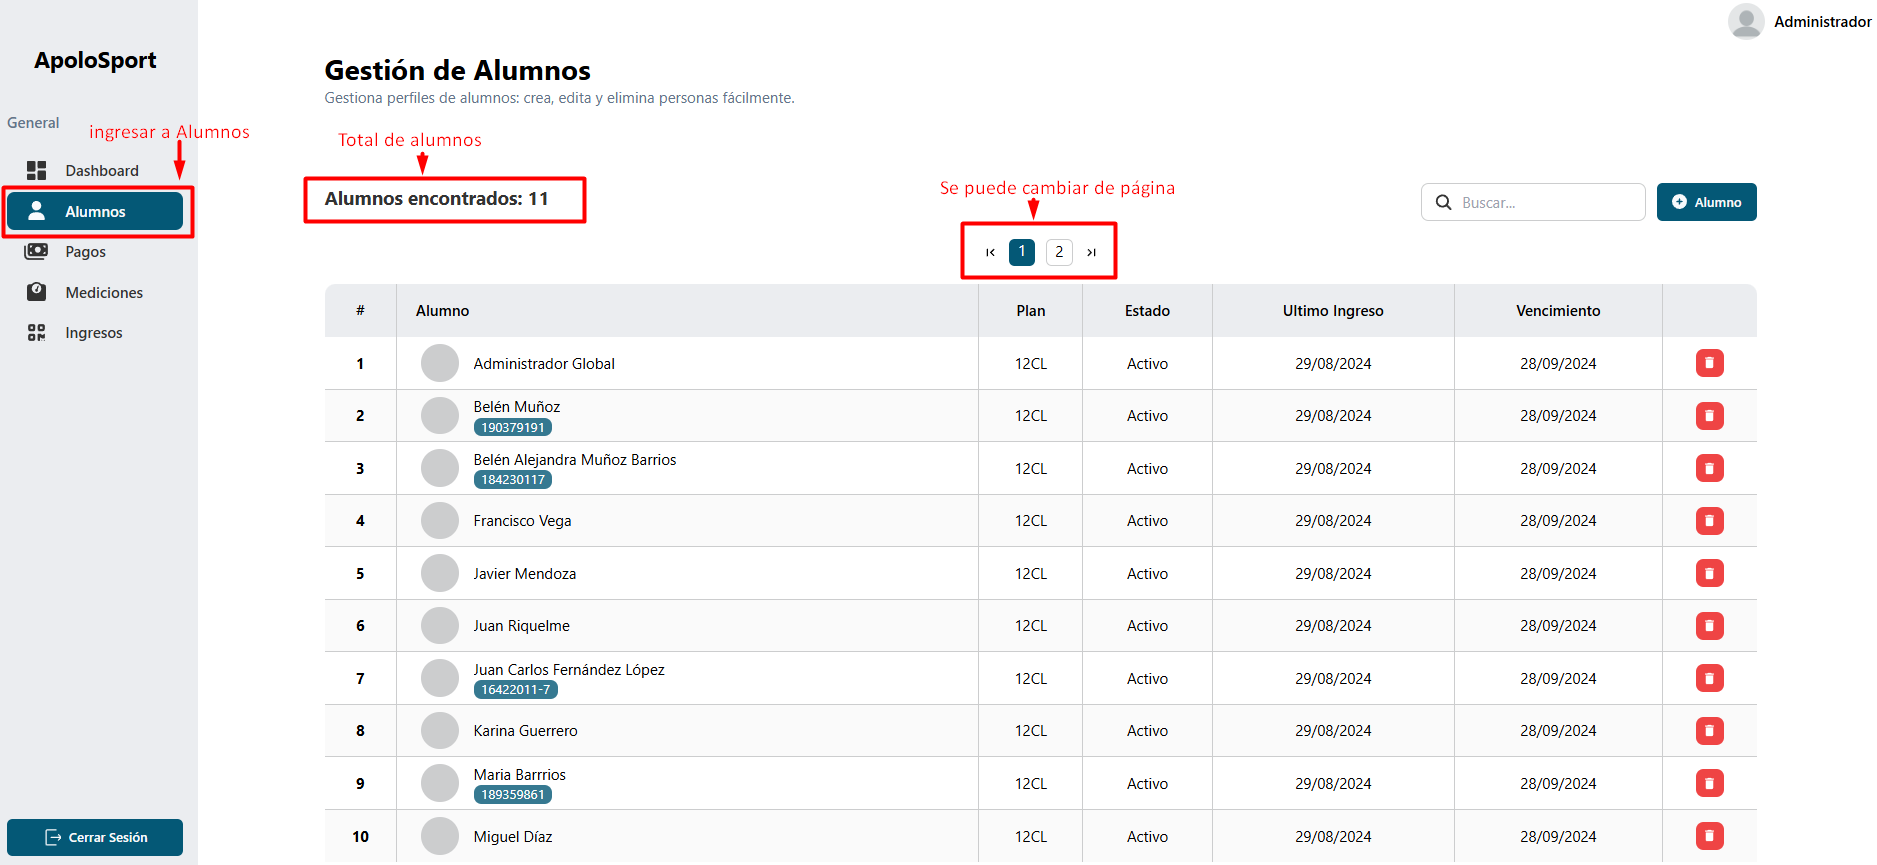 Administrador
ApoloSport
Gestión de Alumnos
Gestiona perfiles de alumnos: crea, edita y elimina personas fácilmente.
General
ingresar a Alumnos
Total de alumnos
Dashboard
Alumnos
Pagos
Mediciones
Ingresos
Cerrar Sesión
Alumnos encontrados: 11
Se puede cambiar de página
1 2
Buscar...
Alumno
# Alumno Plan Estado Ultimo Ingreso Vencimiento
1 Administrador Global 12CL Activo 29/08/2024 28/09/2024
2 Belén Muñoz 12CL Activo 29/08/2024 28/09/2024
190379191
3 Belén Alejandra Muñoz Barrios 12CL Activo 29/08/2024 28/09/2024
184230117
4 Francisco Vega 12CL Activo 29/08/2024 28/09/2024
5 Javier Mendoza 12CL Activo 29/08/2024 28/09/2024
6 Juan Riquelme 12CL Activo 29/08/2024 28/09/2024
7 Juan Carlos Fernández López 12CL Activo 29/08/2024 28/09/2024
16422011-7
8 Karina Guerrero 12CL Activo 29/08/2024 28/09/2024
9 Maria Barrrios 12CL Activo 29/08/2024 28/09/2024
189359861
10 Miguel Díaz 12CL Activo 29/08/2024 28/09/2024